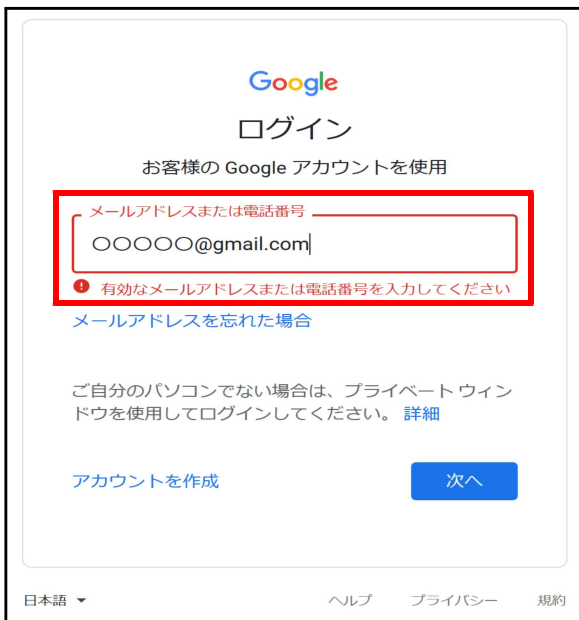 Google
ログイン
お客様の Google アカウントを使用
メールアドレスまたは電話番号
〇〇〇〇〇@gmail.com
有効なメールアドレスまたは電話番号を入力してください
メールアドレスを忘れた場合
ご自分のパソコンでない場合は、プライベート ウィン
ドウを使用してログインしてください。 詳細
アカウントを作成
次へ
日本語
ヘルプ プライバシー 規約